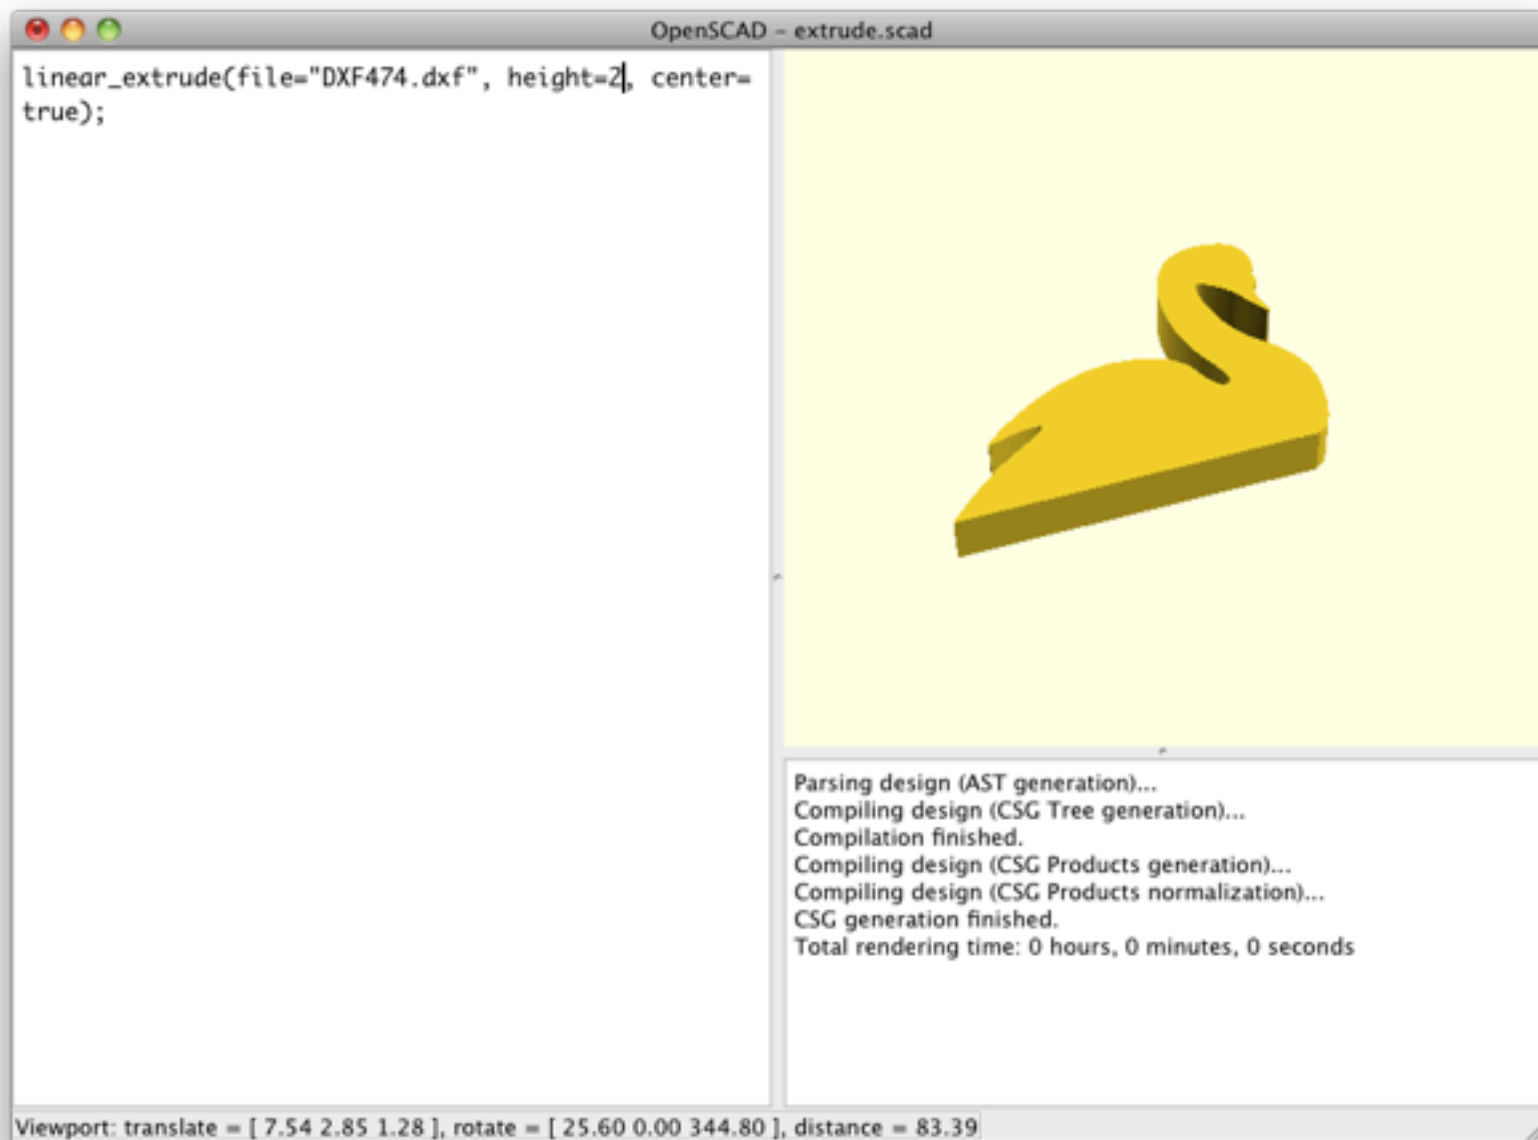 OpenSCAD - extrude.scad
linear_extrude(file="DXF474.dxf", height=2, center=
true);
Parsing design (AST generation)...
Compiling design (CSG Tree generation)...
Compilation finished.
Compiling design (CSG Products generation)...
Compiling design (CSG Products normalization)...
CSG generation finished.
Total rendering time: 0 hours, 0 minutes, 0 seconds
Viewport: translate = [ 7.54 2.85 1.28 ], rotate = [ 25.60 0.00 344.80 ], distance = 83.39